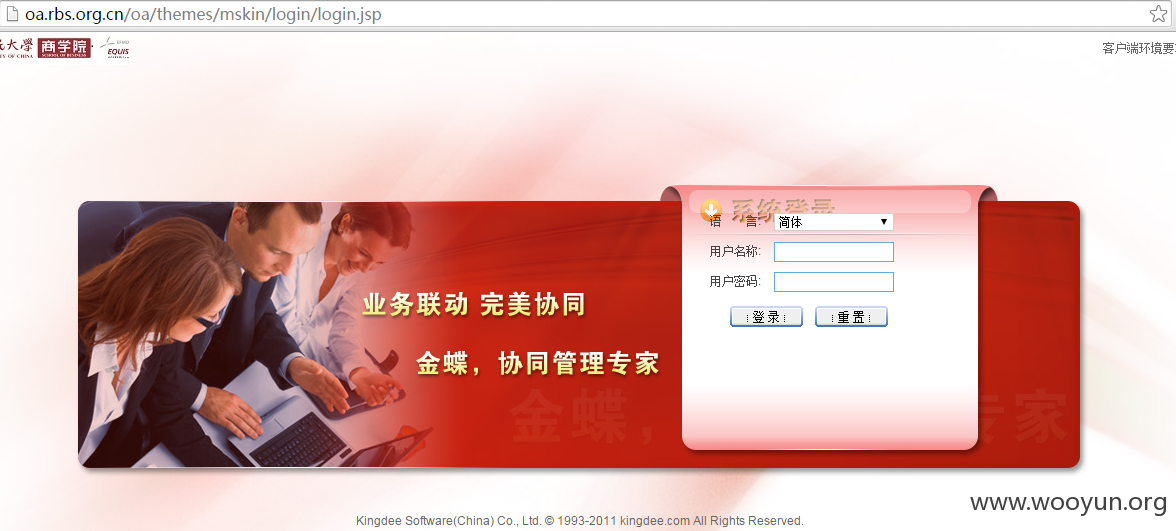 oa.rbs.org.cn/oa/themes/mskin/login/login.jsp
大學 商学院 EFMD
SCHOOL OF BUSINESS EQUIS
客户端环境要
系统登录
语 言: 简体
用户名称:
用户密码:
登 录 重 置
业务联动 完美协同
金蝶，协同管理专家
金蝶， 专家
www.wooyun.org
Kingdee Software(China) Co., Ltd. © 1993-2011 kingdee.com All Rights Reserved.